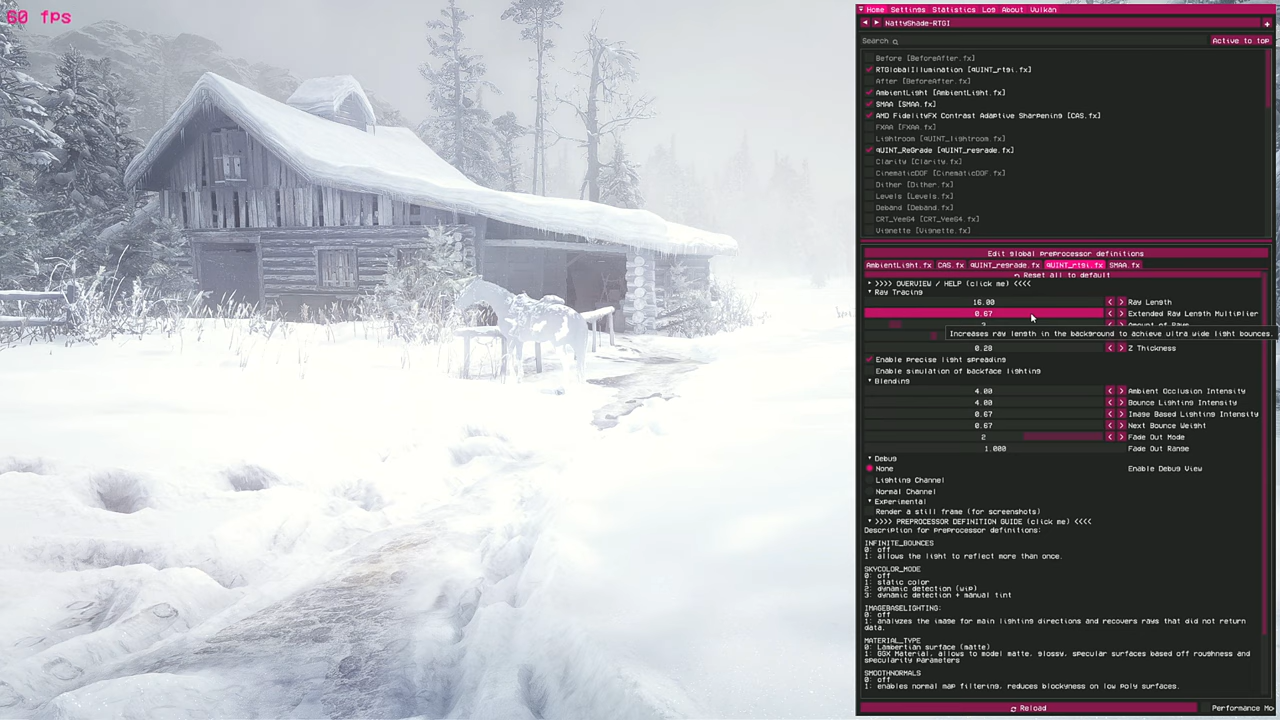 60 fps
Home Settings Statistics Log About Vulkan
NattyShade-RTGI
+
Search
Active to top
Before [BeforeAfter.fx]
RTGlobalIllumination [qUINT_rtgi.fx]
After [BeforeAfter.fx]
AmbientLight [AmbientLight.fx]
SMAA [SMAA.fx]
AMD FidelityFX Contrast Adaptive Sharpening [CAS.fx]
FXAA [FXAA.fx]
Lightroom [qUINT_lightroom.fx]
qUINT_ReGrade [qUINT_regrade.fx]
Clarity [Clarity.fx]
CinematicDOF [CinematicDOF.fx]
Dither [Dither.fx]
Levels [Levels.fx]
Deband [Deband.fx]
CRT_Yee64 [CRT_Yee64.fx]
Vignette [Vignette.fx]
Edit global preprocessor definitions
AmbientLight.fx CAS.fx qUINT_regrade.fx qUINT_rtgi.fx SMAA.fx
Reset all to default
>>>> OVERVIEW / HELP (click me) <<<<
Ray Tracing
16.00 < > Ray Length
0.67 < > Extended Ray Length Multiplier
Increases ray length in the background to achieve ultra wide light bounces.
0.28 < > Z Thickness
Enable precise light spreading
Enable simulation of backface lighting
Blending
4.00 < > Ambient Occlusion Intensity
4.00 < > Bounce Lighting Intensity
0.67 < > Image Based Lighting Intensity
0.67 < > Next Bounce Weight
2 < > Fade Out Mode
1.000 Fade Out Range
Debug
None Enable Debug View
Lighting Channel
Normal Channel
Experimental
Render a still frame (for screenshots)
>>>> PREPROCESSOR DEFINITION GUIDE (click me) <<<<
Description for preprocessor definitions:
INFINITE_BOUNCES
0: off
1: allows the light to reflect more than once.
SKYCOLOR_MODE
0: off
1: static color
2: dynamic detection (wip)
3: dynamic detection + manual tint
IMAGEBASELIGHTING:
0: off
1: analyzes the image for main lighting directions and recovers rays that did not return
data.
MATERIAL_TYPE
0: Lambertian surface (matte)
1: GGX Material, allows to model matte, glossy, specular surfaces based off roughness and
specularity parameters
SMOOTHNORMALS
0: off
1: enables normal map filtering, reduces blockyness on low poly surfaces.
Reload
Performance Mo